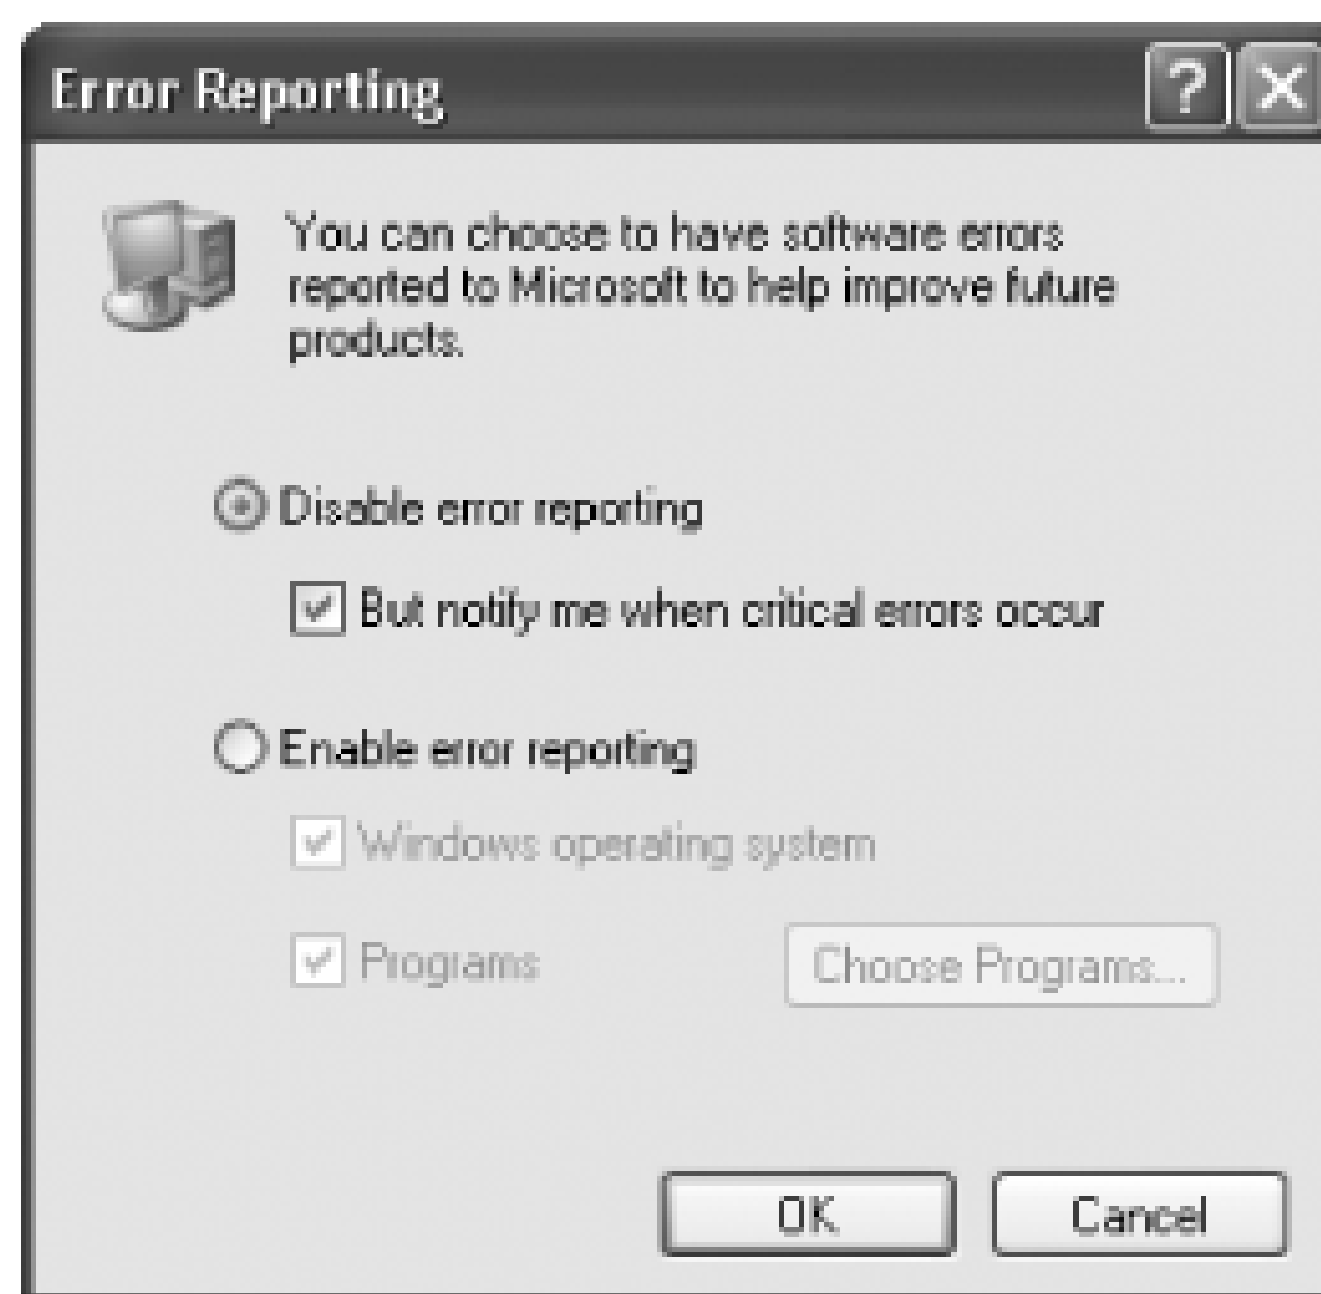 Error Reporting
You can choose to have software errors
reported to Microsoft to help improve future
products.
Disable error reporting
But notify me when critical errors occur
Enable error reporting
Windows operating system
Programs
Choose Programs...
OK
Cancel